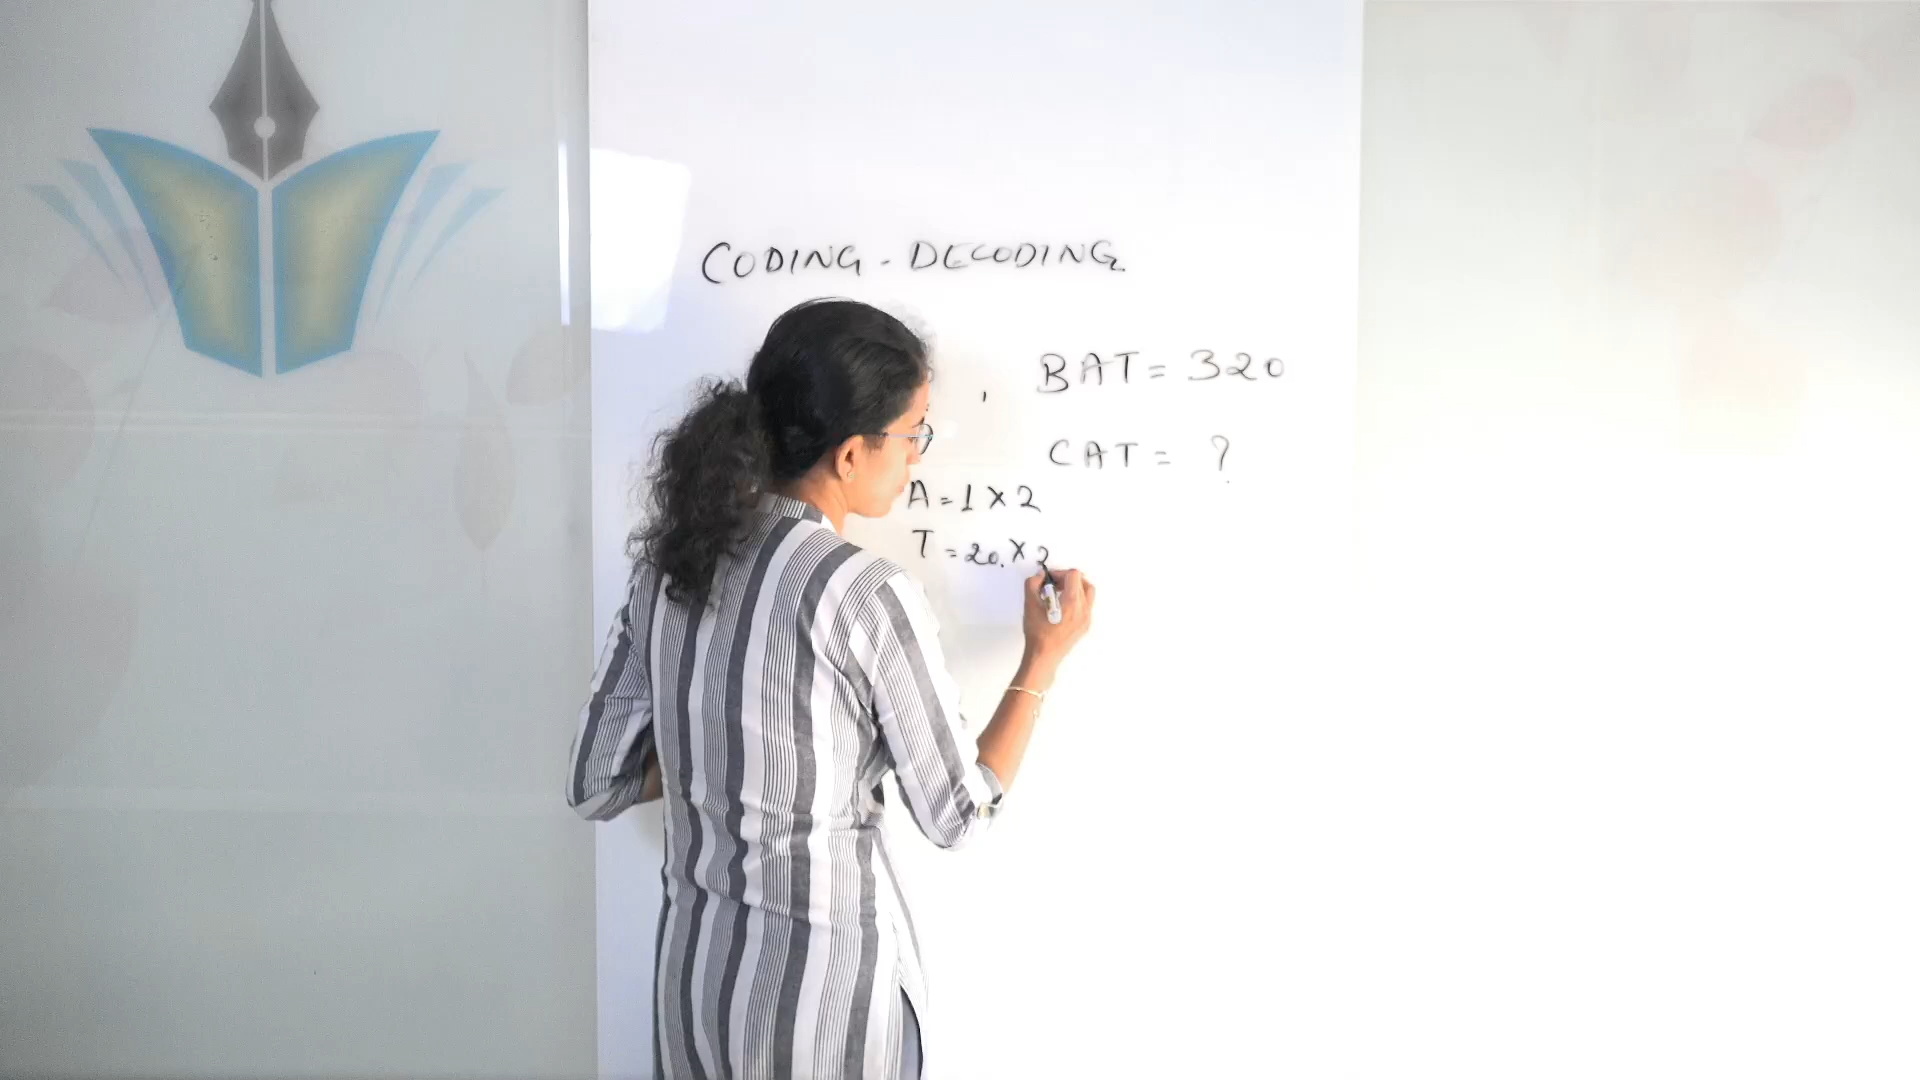 CODING - DECODING
, BAT = 320
CAT = ?
A = 1 × 2
T = 20. × 2